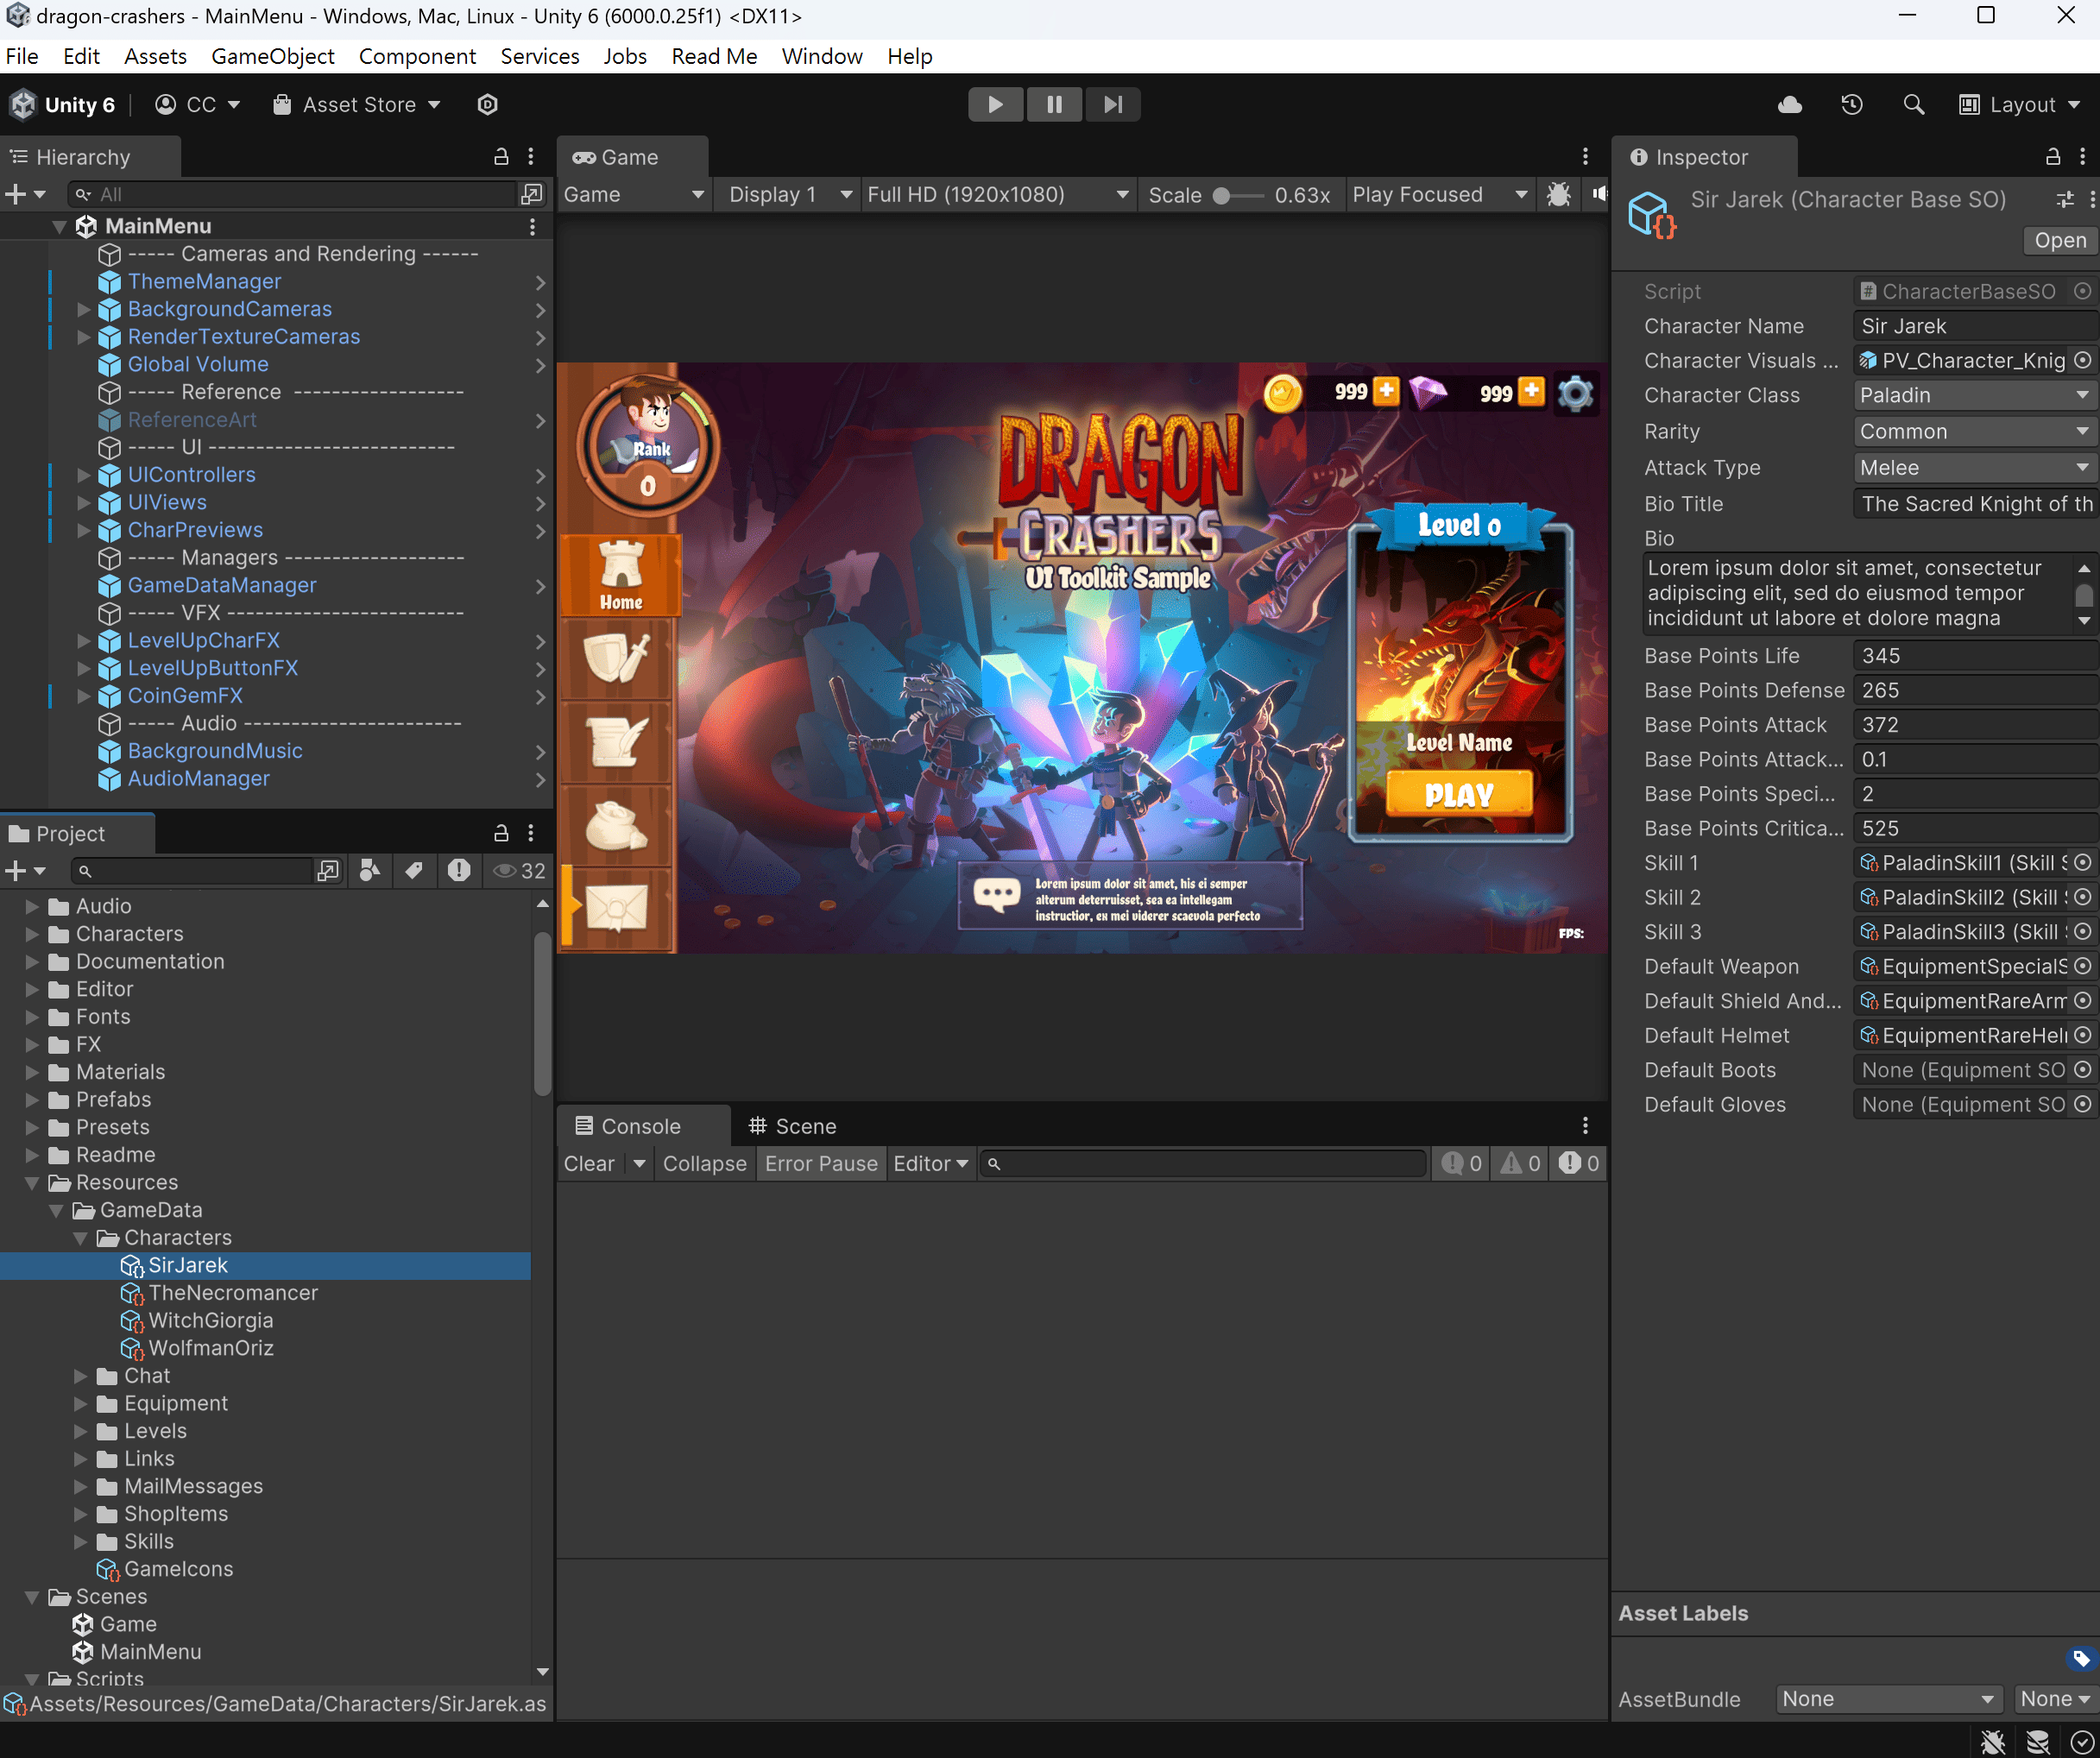 dragon-crashers - MainMenu - Windows, Mac, Linux - Unity 6 (6000.0.25f1) <DX11>
File Edit Assets GameObject Component Services Jobs Read Me Window Help
Unity 6 CC Asset Store Layout
Hierarchy
All
MainMenu
----- Cameras and Rendering ------
ThemeManager
BackgroundCameras
RenderTextureCameras
Global Volume
----- Reference ------------------
ReferenceArt
----- UI -------------------------
UIControllers
UIViews
CharPreviews
----- Managers -------------------
GameDataManager
----- VFX -------------------------
LevelUpCharFX
LevelUpButtonFX
CoinGemFX
----- Audio ------------------------
BackgroundMusic
AudioManager
Project
32
Audio
Characters
Documentation
Editor
Fonts
FX
Materials
Prefabs
Presets
Readme
Resources
GameData
Characters
SirJarek
TheNecromancer
WitchGiorgia
WolfmanOriz
Chat
Equipment
Levels
Links
MailMessages
ShopItems
Skills
GameIcons
Scenes
Game
MainMenu
Scripts
Assets/Resources/GameData/Characters/SirJarek.as
Game
Game Display 1 Full HD (1920x1080) Scale 0.63x Play Focused
Rank
0
Home
999 999
DRAGON
CRASHERS
UI Toolkit Sample
Level 0
Level Name
PLAY
Lorem ipsum dolor sit amet, his ei semper
alterum deterruisset, sea ea intellegam
instructior, ex mei viderer scaevola perfecto
FPS:
Console Scene
Clear Collapse Error Pause Editor 0 0 0
Inspector
Sir Jarek (Character Base SO)
Open
Script CharacterBaseSO
Character Name Sir Jarek
Character Visuals ... PV_Character_Knig
Character Class Paladin
Rarity Common
Attack Type Melee
Bio Title The Sacred Knight of th
Bio
Lorem ipsum dolor sit amet, consectetur
adipiscing elit, sed do eiusmod tempor
incididunt ut labore et dolore magna
Base Points Life 345
Base Points Defense 265
Base Points Attack 372
Base Points Attack... 0.1
Base Points Speci... 2
Base Points Critica... 525
Skill 1 PaladinSkill1 (Skill S
Skill 2 PaladinSkill2 (Skill S
Skill 3 PaladinSkill3 (Skill S
Default Weapon EquipmentSpecialS
Default Shield And... EquipmentRareArm
Default Helmet EquipmentRareHel
Default Boots None (Equipment SO
Default Gloves None (Equipment SO
Asset Labels
AssetBundle None None